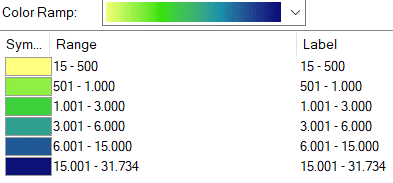 Color Ramp:
Sym... Range Label
15 - 500 15 - 500
501 - 1.000 501 - 1.000
1.001 - 3.000 1.001 - 3.000
3.001 - 6.000 3.001 - 6.000
6.001 - 15.000 6.001 - 15.000
15.001 - 31.734 15.001 - 31.734